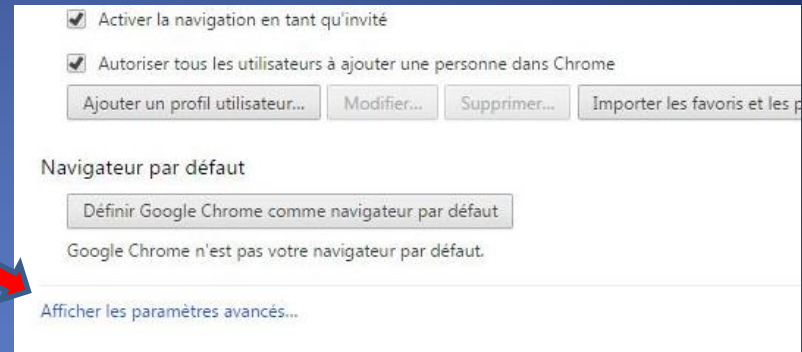 Activer la navigation en tant qu'invité
Autoriser tous les utilisateurs à ajouter une personne dans Chrome
Ajouter un profil utilisateur... Modifier... Supprimer... Importer les favoris et les
Navigateur par défaut
Définir Google Chrome comme navigateur par défaut
Google Chrome n'est pas votre navigateur par défaut.
Afficher les paramètres avancés...